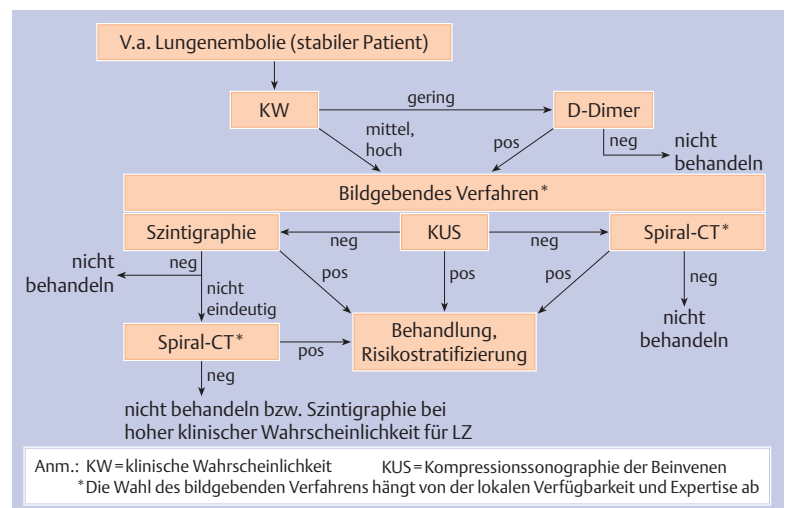 V.a. Lungenembolie (stabiler Patient)
KW
gering
D-Dimer
mittel,
hoch
pos
neg
nicht
behandeln
Bildgebendes Verfahren*
Szintigraphie
neg
KUS
neg
Spiral-CT*
nicht
behandeln
neg
pos
pos
pos
neg
nicht
eindeutig
nicht
behandeln
Spiral-CT*
pos
Behandlung,
Risikostratifizierung
neg
nicht behandeln bzw. Szintigraphie bei
hoher klinischer Wahrscheinlichkeit für LZ
Anm.: KW=klinische Wahrscheinlichkeit KUS=Kompressionssonographie der Beinvenen
*Die Wahl des bildgebenden Verfahrens hängt von der lokalen Verfügbarkeit und Expertise ab